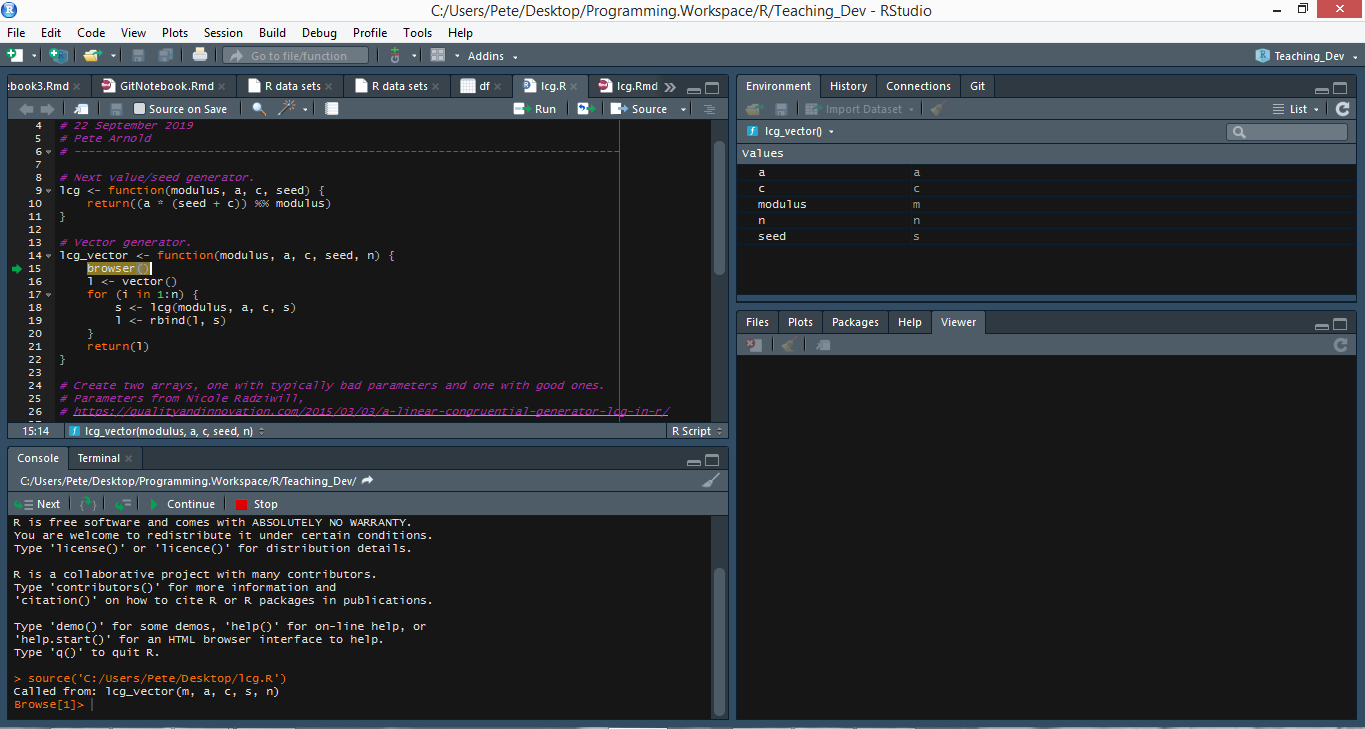 C:/Users/Pete/Desktop/Programming.Workspace/R/Teaching_Dev - RStudio
File Edit Code View Plots Session Build Debug Profile Tools Help
Go to file/function Addins Teaching_Dev
ebook3.Rmd GitNotebook.Rmd R data sets R data sets df lcg.R lcg.Rmd
Source on Save Run Source
4 # 22 September 2019
5 # Pete Arnold
6 # ------------------------------------------------------------------------------
7
8 # Next value/seed generator.
9 lcg <- function(modulus, a, c, seed) {
10 return((a * (seed + c)) %% modulus)
11 }
12
13 # Vector generator.
14 lcg_vector <- function(modulus, a, c, seed, n) {
15 browser()
16 l <- vector()
17 for (i in 1:n) {
18 s <- lcg(modulus, a, c, s)
19 l <- rbind(l, s)
20 }
21 return(l)
22 }
23
24 # Create two arrays, one with typically bad parameters and one with good ones.
25 # Parameters from Nicole Radziwill,
26 # https://qualityandinnovation.com/2015/03/03/a-linear-congruential-generator-lcg-in-r/
15:14 lcg_vector(modulus, a, c, seed, n) R Script
Console Terminal
C:/Users/Pete/Desktop/Programming.Workspace/R/Teaching_Dev/
Next Continue Stop
R is free software and comes with ABSOLUTELY NO WARRANTY.
You are welcome to redistribute it under certain conditions.
Type 'license()' or 'licence()' for distribution details.
R is a collaborative project with many contributors.
Type 'contributors()' for more information and
'citation()' on how to cite R or R packages in publications.
Type 'demo()' for some demos, 'help()' for on-line help, or
'help.start()' for an HTML browser interface to help.
Type 'q()' to quit R.
> source('C:/Users/Pete/Desktop/lcg.R')
Called from: lcg_vector(m, a, c, s, n)
Browse[1]>
Environment History Connections Git
Import Dataset List
lcg_vector()
Values
a a
c c
modulus m
n n
seed s
Files Plots Packages Help Viewer